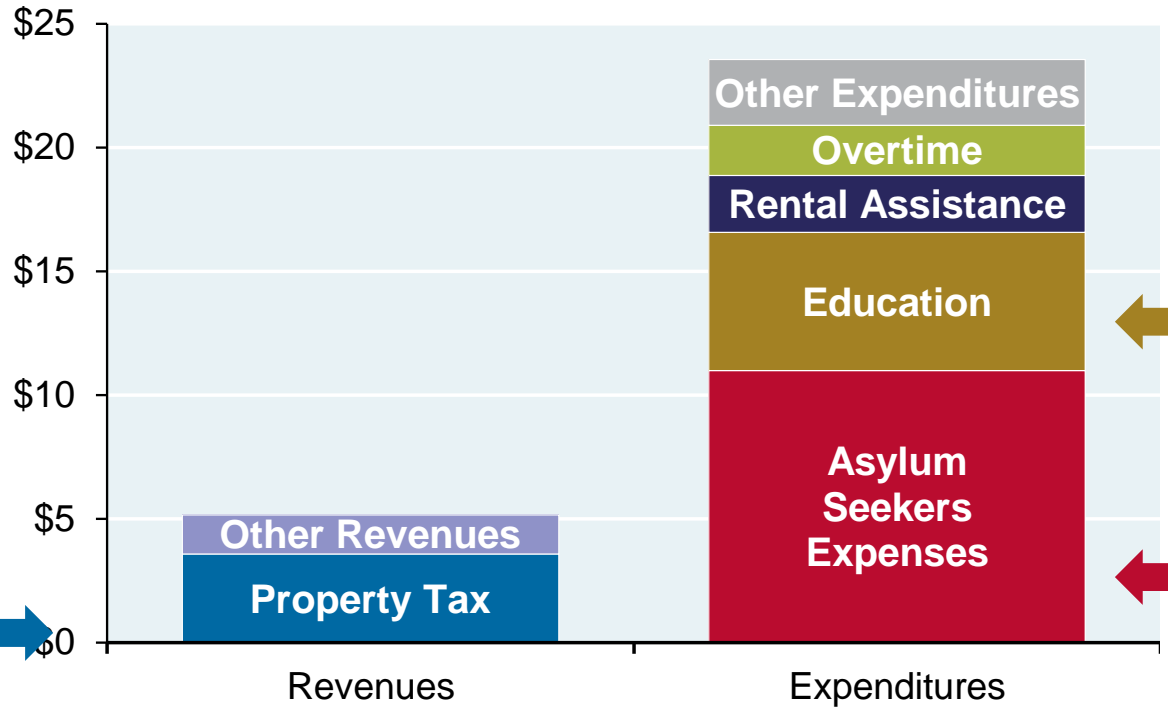 $25
$20
$15
$10
$5
$0
Other Expenditures
Overtime
Rental Assistance
Education
Asylum
Seekers
Expenses
Other Revenues
Property Tax
Revenues
Expenditures